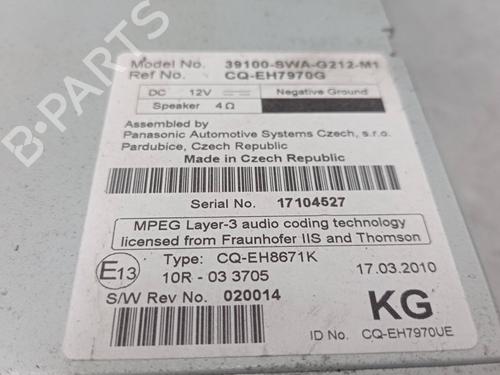 Model No. 39100-SWA-G212-M1
Ref No. CQ-EH7970G
DC 12V Negative Ground
Speaker 4Ω
Assembled by
Panasonic Automotive Systems Czech, s.r.o.
Pardubice, Czech Republic
Made in Czech Republic
Serial No. 17104527
MPEG Layer-3 audio coding technology
licensed from Fraunhofer IIS and Thomson
E13 Type: CQ-EH8671K
10R - 03 3705 17.03.2010
S/W Rev No. 020014 KG
ID No. CQ-EH7970UE